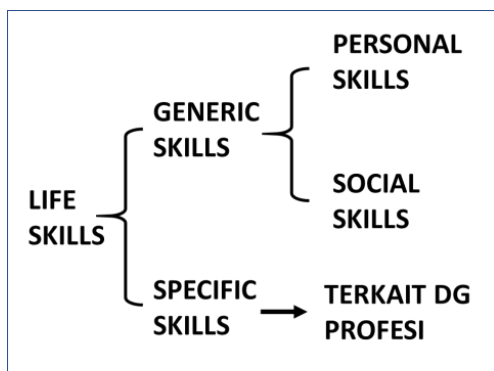 PERSONAL
SKILLS
GENERIC
SKILLS
SOCIAL
SKILLS
LIFE
SKILLS
SPECIFIC
SKILLS
TERKAIT DG
PROFESI